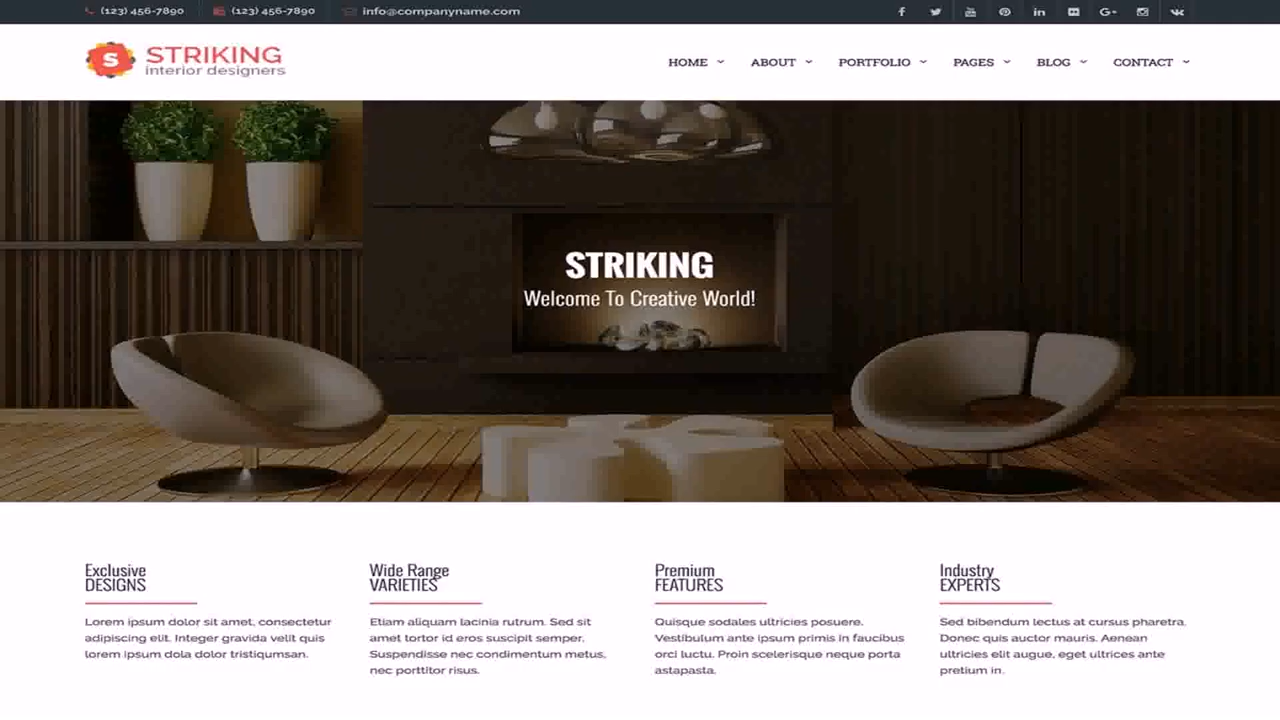 (123) 456-7890 (123) 456-7890 info@companyname.com
STRIKING
interior designers
HOME ABOUT PORTFOLIO PAGES BLOG CONTACT
STRIKING
Welcome To Creative World!
Exclusive
DESIGNS
Lorem ipsum dolor sit amet, consectetur
adipiscing elit. Integer gravida velit quis
lorem ipsum dola dolor tristiqumsan.
Wide Range
VARIETIES
Etiam aliquam lacinia rutrum. Sed sit
amet tortor id eros suscipit semper.
Suspendisse nec condimentum metus,
nec porttitor risus.
Premium
FEATURES
Quisque sodales ultricies posuere.
Vestibulum ante ipsum primis in faucibus
orci luctu. Proin scelerisque neque porta
astapasta.
Industry
EXPERTS
Sed bibendum lectus at cursus pharetra.
Donec quis auctor mauris. Aenean
ultricies elit augue, eget ultrices ante
pretium in.